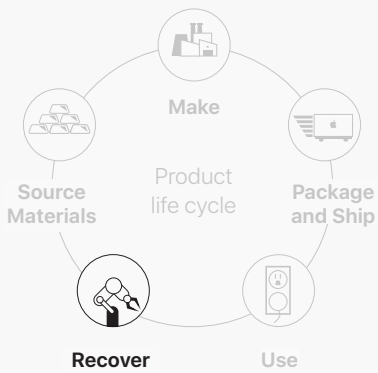 Make
Source
Materials
Product
life cycle
Package
and Ship
Recover
Use